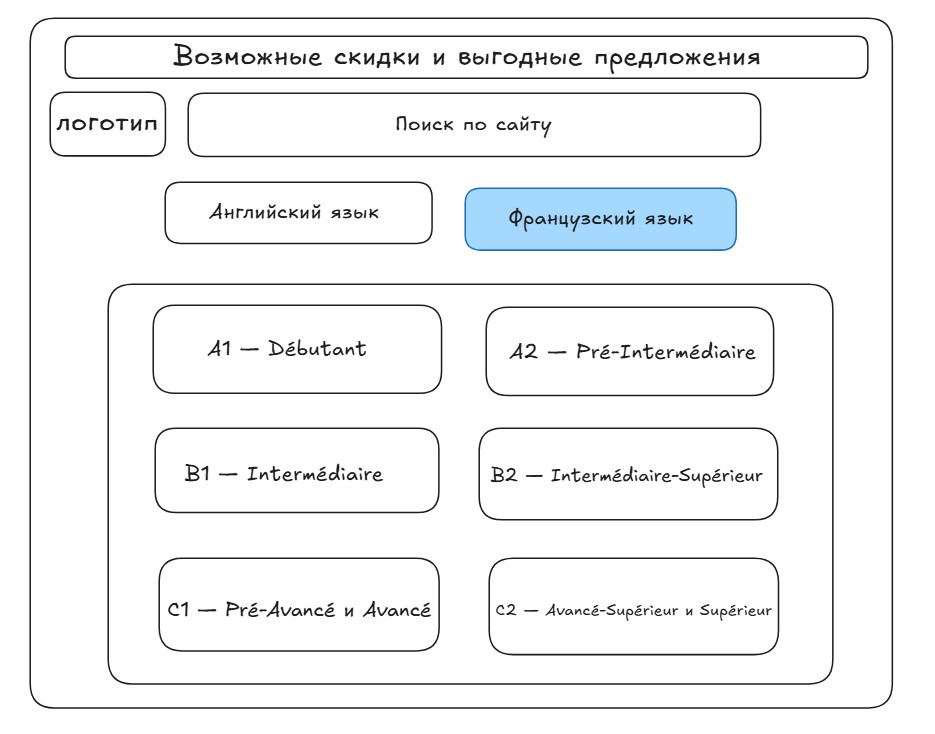 Возможные скидки и выгодные предложения
логотип
Поиск по сайту
Английский язык
Французский язык
A1 — Débutant
A2 — Pré-Intermédiaire
B1 — Intermédiaire
B2 — Intermédiaire-Supérieur
C1 — Pré-Avancé и Avancé
C2 — Avancé-Supérieur и Supérieur